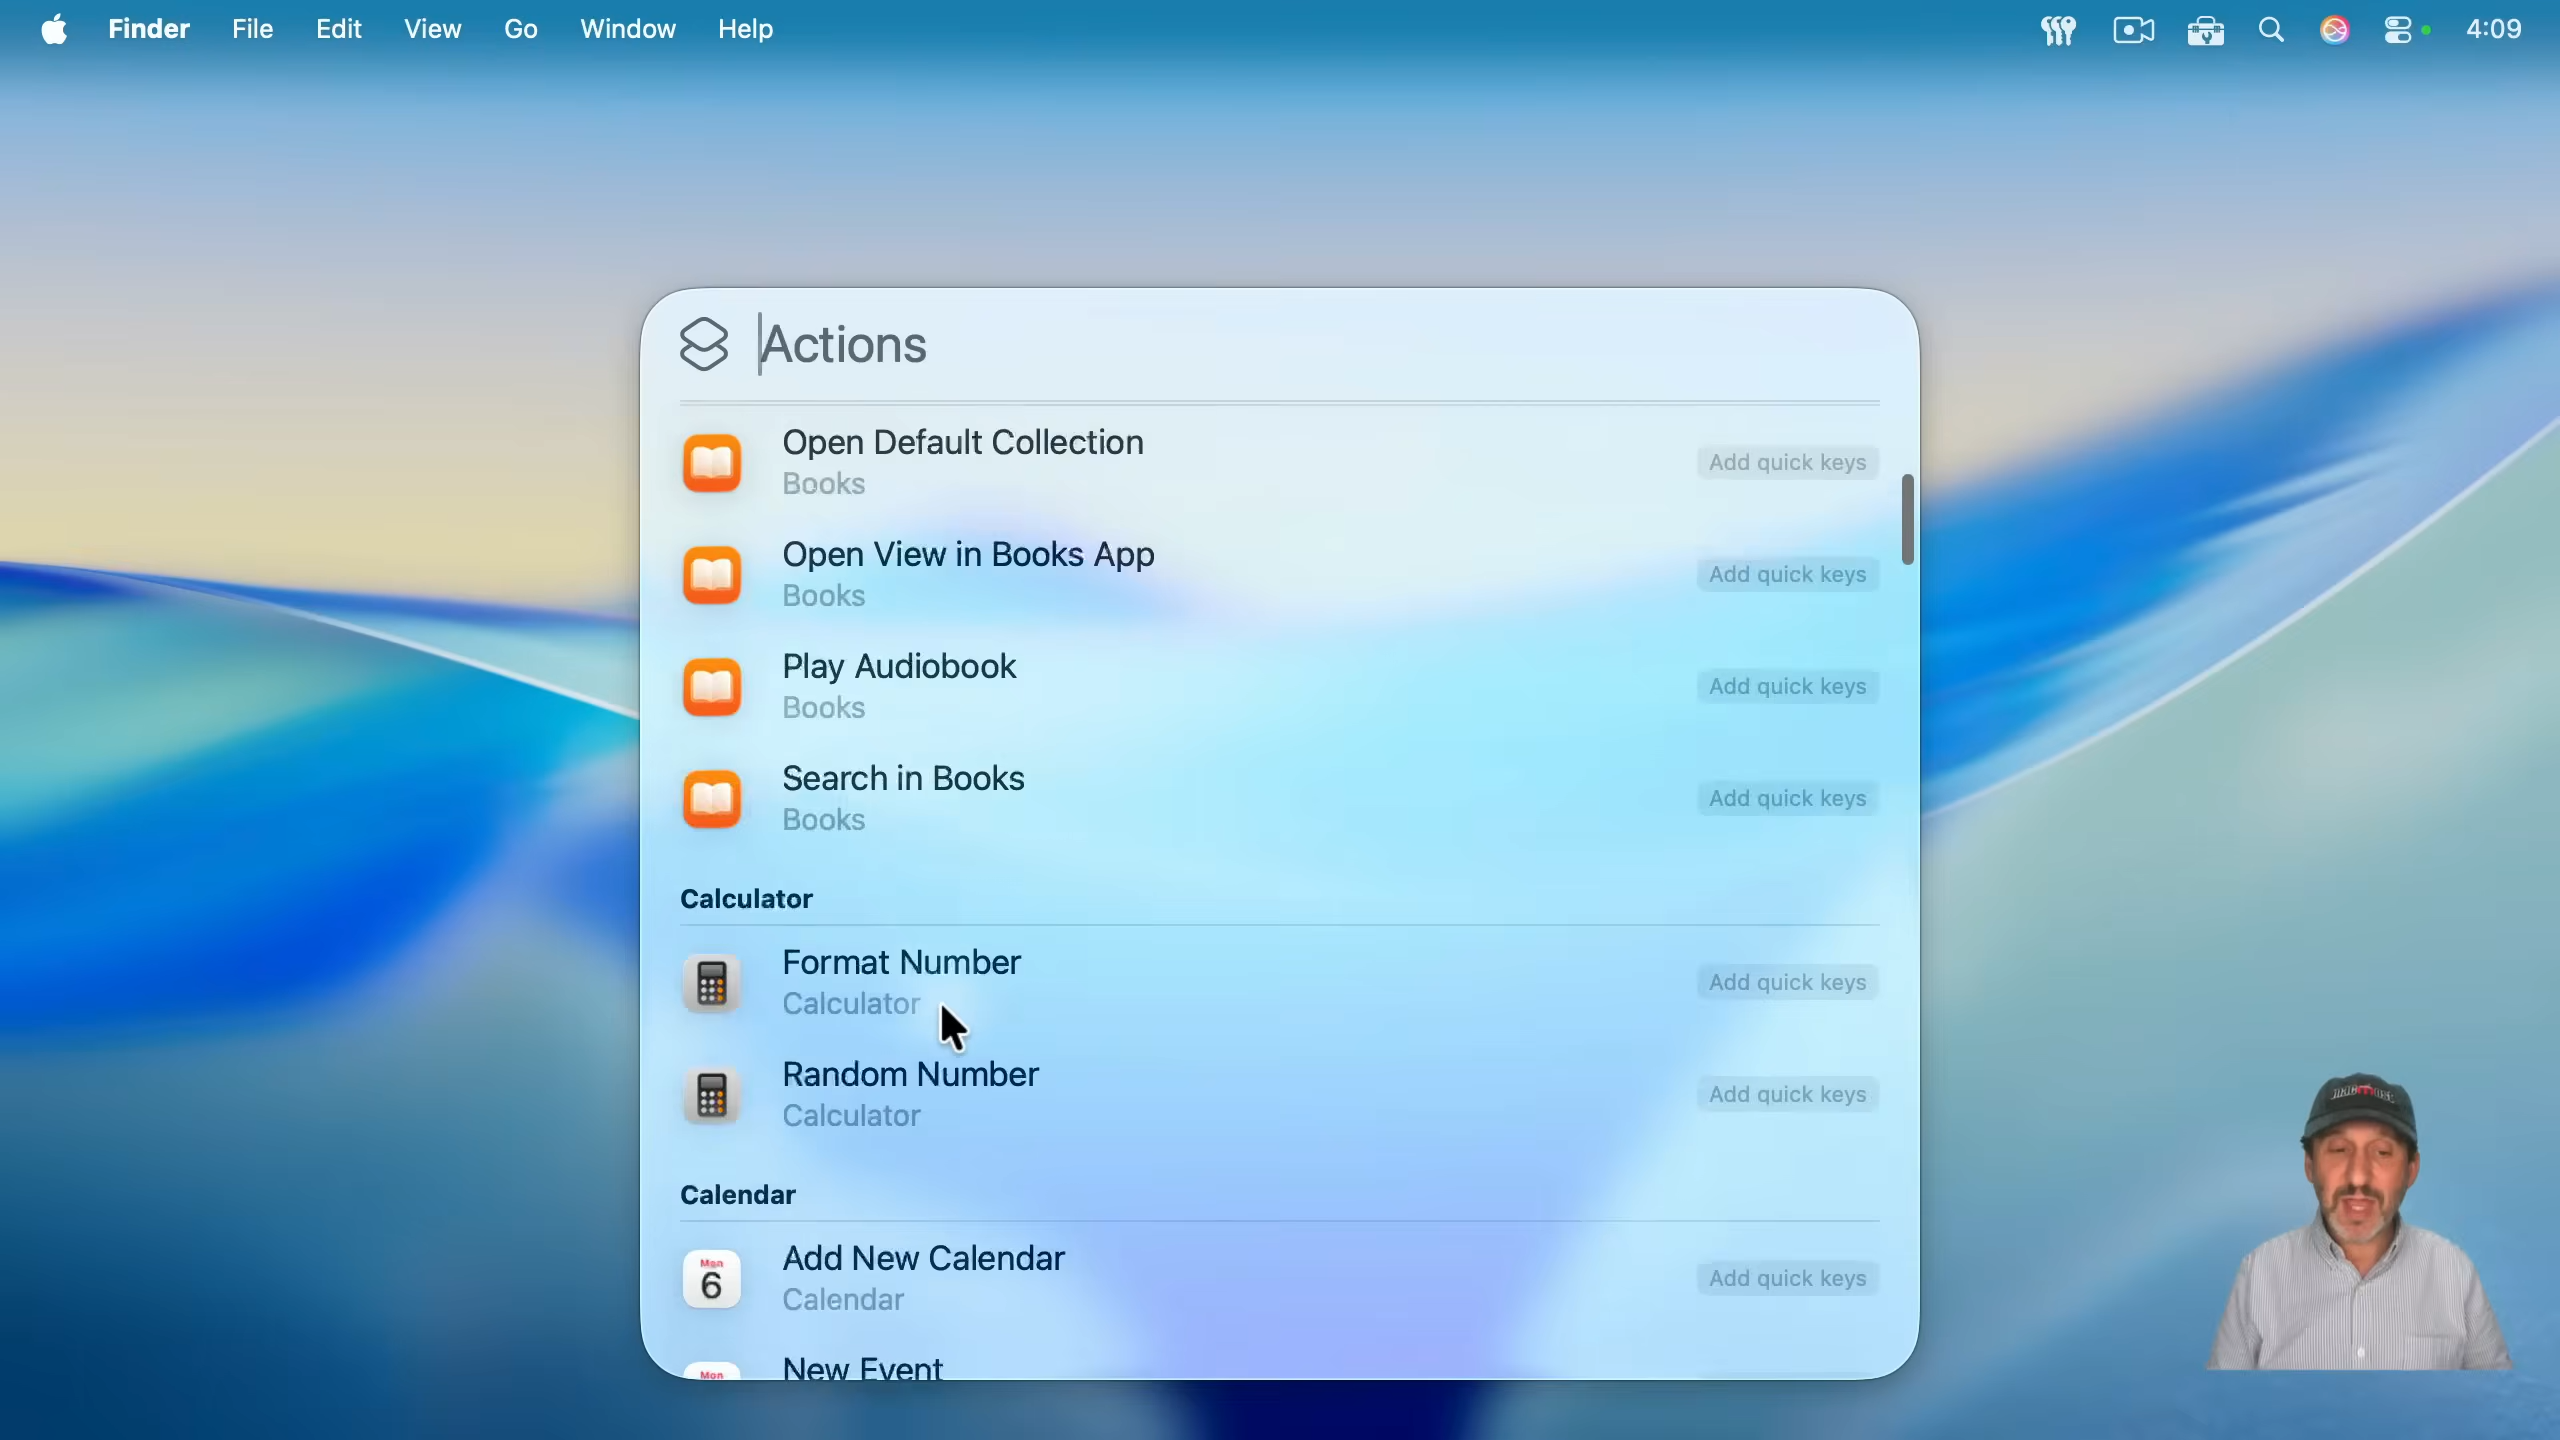 Finder File Edit View Go Window Help 4:09
Actions
Open Default Collection
Books
Add quick keys
Open View in Books App
Books
Add quick keys
Play Audiobook
Books
Add quick keys
Search in Books
Books
Add quick keys
Calculator
Format Number
Calculator
Add quick keys
Random Number
Calculator
Add quick keys
Calendar
Mon
6
Add New Calendar
Calendar
Add quick keys
Mon
New Event
macmost